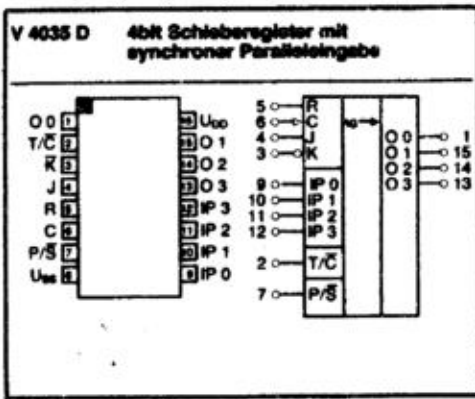 V 4035 D 4bit Schieberegister mit
synchroner Paralleleingabe
O 0 1
T/C̅ 2
K̅ 3
J 4
R 5
C 6
P/S̅ 7
Uss 8
16 UDD
15 O 1
14 O 2
13 O 3
12 IP 3
11 IP 2
10 IP 1
9 IP 0
5 R
6 C
4 J
3 K
9 IP 0
10 IP 1
11 IP 2
12 IP 3
2 T/C̅
7 P/S̅
O 0 1
O 1 15
O 2 14
O 3 13